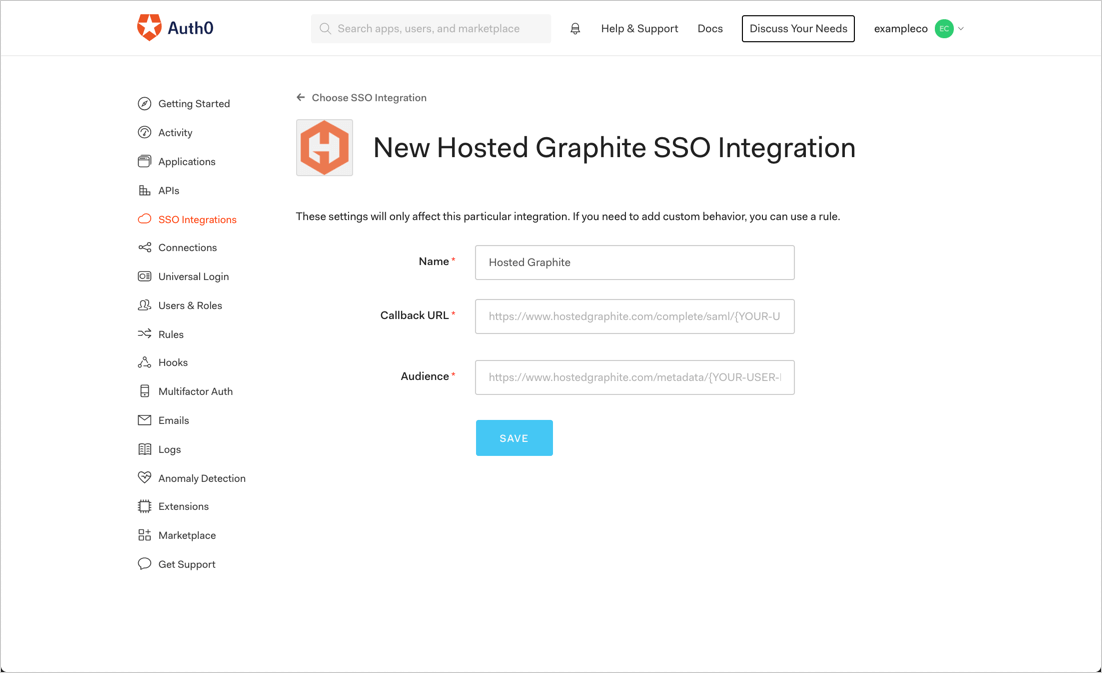 Auth0
Search apps, users, and marketplace
Help & Support
Docs
Discuss Your Needs
exampleco
EC
Getting Started
Activity
Applications
APIs
SSO Integrations
Connections
Universal Login
Users & Roles
Rules
Hooks
Multifactor Auth
Emails
Logs
Anomaly Detection
Extensions
Marketplace
Get Support
Choose SSO Integration
New Hosted Graphite SSO Integration
These settings will only affect this particular integration. If you need to add custom behavior, you can use a rule.
Name *
Hosted Graphite
Callback URL *
https://www.hostedgraphite.com/complete/saml/{YOUR-U
Audience *
https://www.hostedgraphite.com/metadata/{YOUR-USER-
SAVE